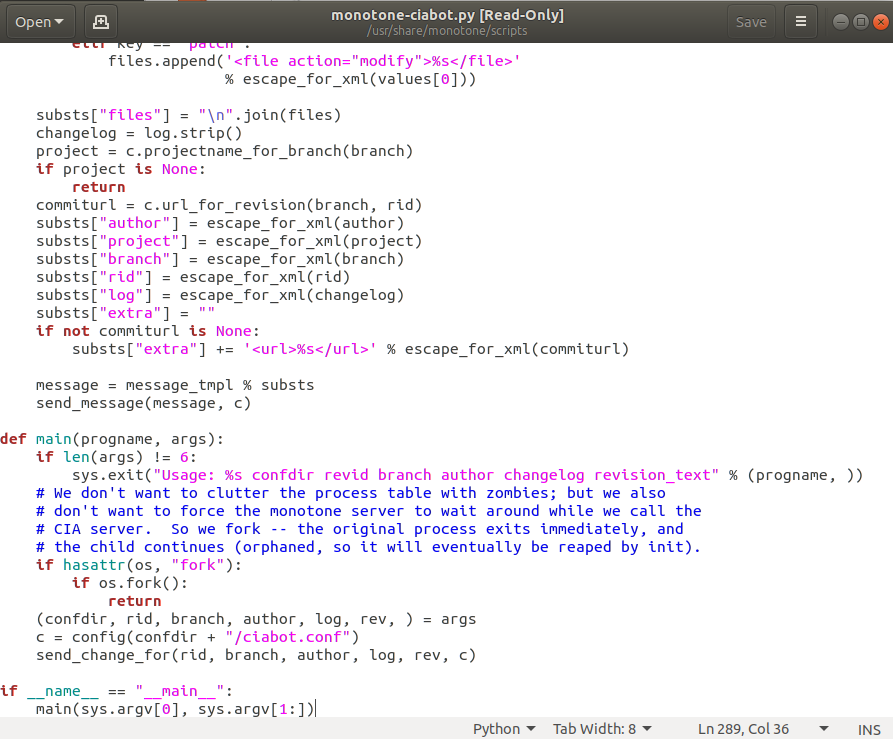 Open
monotone-ciabot.py [Read-Only]
/usr/share/monotone/scripts
Save
        elif key == "patch":
            files.append('<file action="modify">%s</file>'
                         % escape_for_xml(values[0]))

    substs["files"] = "\n".join(files)
    changelog = log.strip()
    project = c.projectname_for_branch(branch)
    if project is None:
        return
    commiturl = c.url_for_revision(branch, rid)
    substs["author"] = escape_for_xml(author)
    substs["project"] = escape_for_xml(project)
    substs["branch"] = escape_for_xml(branch)
    substs["rid"] = escape_for_xml(rid)
    substs["log"] = escape_for_xml(changelog)
    substs["extra"] = ""
    if not commiturl is None:
        substs["extra"] += '<url>%s</url>' % escape_for_xml(commiturl)

    message = message_tmpl % substs
    send_message(message, c)

def main(progname, args):
    if len(args) != 6:
        sys.exit("Usage: %s confdir revid branch author changelog revision_text" % (progname, ))
    # We don't want to clutter the process table with zombies; but we also
    # don't want to force the monotone server to wait around while we call the
    # CIA server.  So we fork -- the original process exits immediately, and
    # the child continues (orphaned, so it will eventually be reaped by init).
    if hasattr(os, "fork"):
        if os.fork():
            return
    (confdir, rid, branch, author, log, rev, ) = args
    c = config(confdir + "/ciabot.conf")
    send_change_for(rid, branch, author, log, rev, c)

if __name__ == "__main__":
    main(sys.argv[0], sys.argv[1:])
Python
Tab Width: 8
Ln 289, Col 36
INS